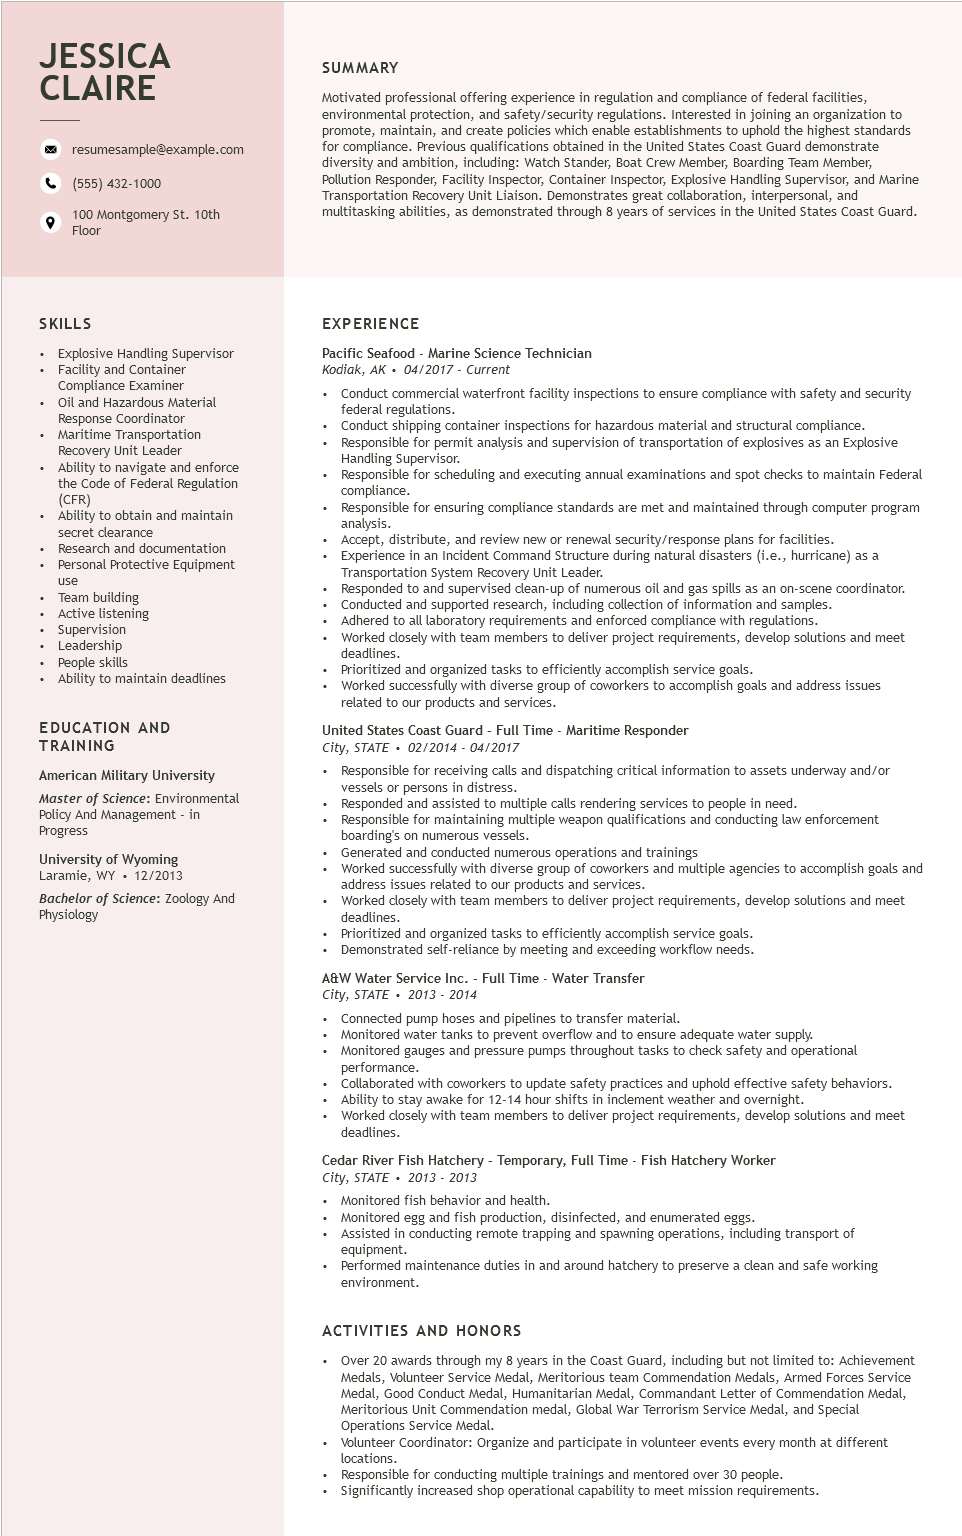 JESSICA
CLAIRE
resumesample@example.com
(555) 432-1000
100 Montgomery St. 10th
Floor
SUMMARY
Motivated professional offering experience in regulation and compliance of federal facilities,
environmental protection, and safety/security regulations. Interested in joining an organization to
promote, maintain, and create policies which enable establishments to uphold the highest standards
for compliance. Previous qualifications obtained in the United States Coast Guard demonstrate
diversity and ambition, including: Watch Stander, Boat Crew Member, Boarding Team Member,
Pollution Responder, Facility Inspector, Container Inspector, Explosive Handling Supervisor, and Marine
Transportation Recovery Unit Liaison. Demonstrates great collaboration, interpersonal, and
multitasking abilities, as demonstrated through 8 years of services in the United States Coast Guard.
SKILLS
• Explosive Handling Supervisor
• Facility and Container
Compliance Examiner
• Oil and Hazardous Material
Response Coordinator
• Maritime Transportation
Recovery Unit Leader
• Ability to navigate and enforce
the Code of Federal Regulation
(CFR)
• Ability to obtain and maintain
secret clearance
• Research and documentation
• Personal Protective Equipment
use
• Team building
• Active listening
• Supervision
• Leadership
• People skills
• Ability to maintain deadlines
EDUCATION AND
TRAINING
American Military University
Master of Science: Environmental
Policy And Management - in
Progress
University of Wyoming
Laramie, WY • 12/2013
Bachelor of Science: Zoology And
Physiology
EXPERIENCE
Pacific Seafood - Marine Science Technician
Kodiak, AK • 04/2017 - Current
• Conduct commercial waterfront facility inspections to ensure compliance with safety and security
federal regulations.
• Conduct shipping container inspections for hazardous material and structural compliance.
• Responsible for permit analysis and supervision of transportation of explosives as an Explosive
Handling Supervisor.
• Responsible for scheduling and executing annual examinations and spot checks to maintain Federal
compliance.
• Responsible for ensuring compliance standards are met and maintained through computer program
analysis.
• Accept, distribute, and review new or renewal security/response plans for facilities.
• Experience in an Incident Command Structure during natural disasters (i.e., hurricane) as a
Transportation System Recovery Unit Leader.
• Responded to and supervised clean-up of numerous oil and gas spills as an on-scene coordinator.
• Conducted and supported research, including collection of information and samples.
• Adhered to all laboratory requirements and enforced compliance with regulations.
• Worked closely with team members to deliver project requirements, develop solutions and meet
deadlines.
• Prioritized and organized tasks to efficiently accomplish service goals.
• Worked successfully with diverse group of coworkers to accomplish goals and address issues
related to our products and services.
United States Coast Guard - Full Time - Maritime Responder
City, STATE • 02/2014 - 04/2017
• Responsible for receiving calls and dispatching critical information to assets underway and/or
vessels or persons in distress.
• Responded and assisted to multiple calls rendering services to people in need.
• Responsible for maintaining multiple weapon qualifications and conducting law enforcement
boarding's on numerous vessels.
• Generated and conducted numerous operations and trainings
• Worked successfully with diverse group of coworkers and multiple agencies to accomplish goals and
address issues related to our products and services.
• Worked closely with team members to deliver project requirements, develop solutions and meet
deadlines.
• Prioritized and organized tasks to efficiently accomplish service goals.
• Demonstrated self-reliance by meeting and exceeding workflow needs.
A&W Water Service Inc. - Full Time - Water Transfer
City, STATE • 2013 - 2014
• Connected pump hoses and pipelines to transfer material.
• Monitored water tanks to prevent overflow and to ensure adequate water supply.
• Monitored gauges and pressure pumps throughout tasks to check safety and operational
performance.
• Collaborated with coworkers to update safety practices and uphold effective safety behaviors.
• Ability to stay awake for 12-14 hour shifts in inclement weather and overnight.
• Worked closely with team members to deliver project requirements, develop solutions and meet
deadlines.
Cedar River Fish Hatchery - Temporary, Full Time - Fish Hatchery Worker
City, STATE • 2013 - 2013
• Monitored fish behavior and health.
• Monitored egg and fish production, disinfected, and enumerated eggs.
• Assisted in conducting remote trapping and spawning operations, including transport of
equipment.
• Performed maintenance duties in and around hatchery to preserve a clean and safe working
environment.
ACTIVITIES AND HONORS
• Over 20 awards through my 8 years in the Coast Guard, including but not limited to: Achievement
Medals, Volunteer Service Medal, Meritorious team Commendation Medals, Armed Forces Service
Medal, Good Conduct Medal, Humanitarian Medal, Commandant Letter of Commendation Medal,
Meritorious Unit Commendation medal, Global War Terrorism Service Medal, and Special
Operations Service Medal.
• Volunteer Coordinator: Organize and participate in volunteer events every month at different
locations.
• Responsible for conducting multiple trainings and mentored over 30 people.
• Significantly increased shop operational capability to meet mission requirements.